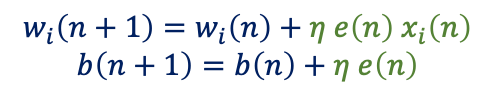 wᵢ(n + 1) = wᵢ(n) + η e(n) xᵢ(n)
b(n + 1) = b(n) + η e(n)